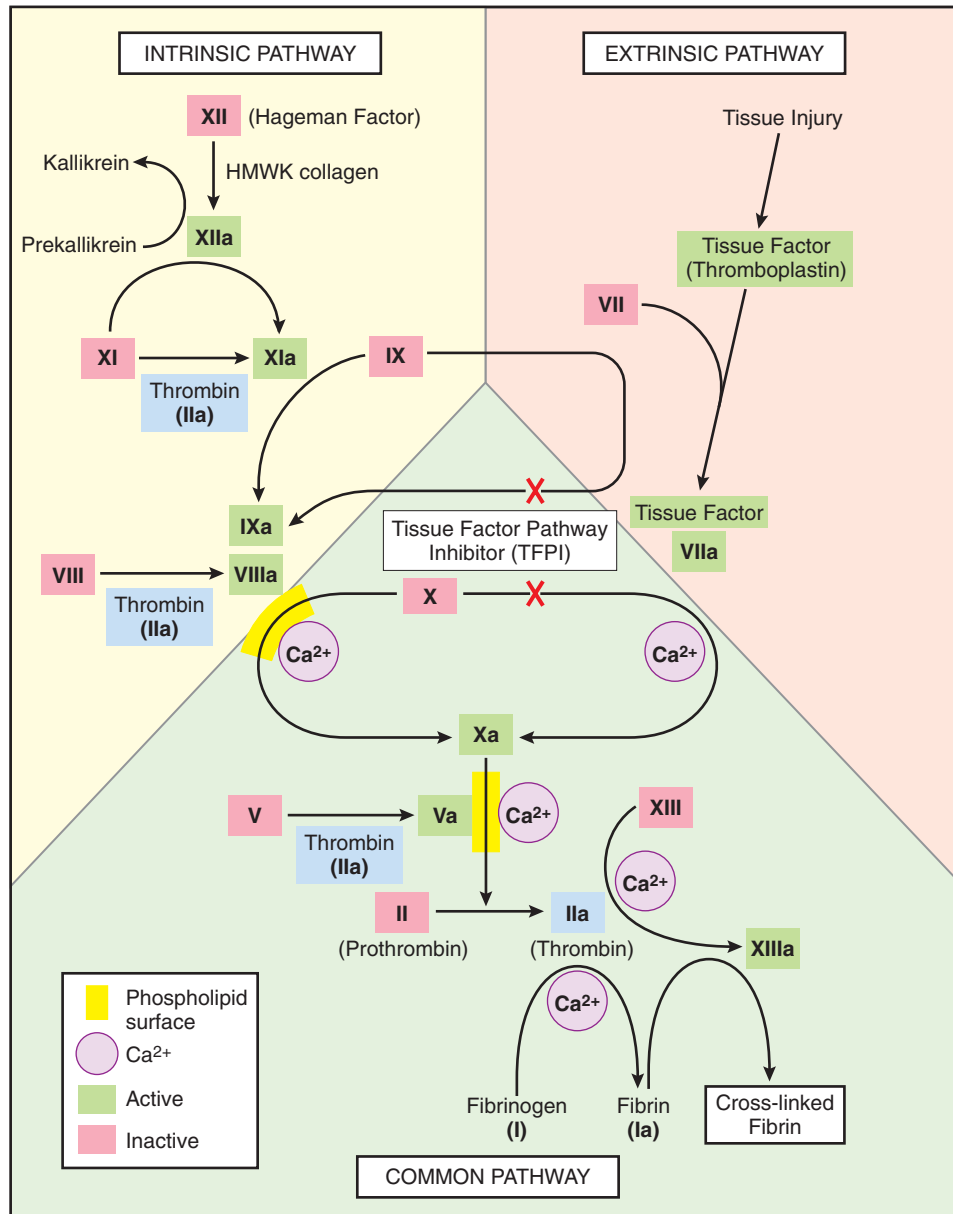 INTRINSIC PATHWAY
XII (Hageman Factor)
HMWK collagen
Kallikrein
Prekallikrein
XIIa
XI
XIa
Thrombin
(IIa)
IX
IXa
VIII
VIIIa
Thrombin
(IIa)
EXTRINSIC PATHWAY
Tissue Injury
Tissue Factor
(Thromboplastin)
VII
Tissue Factor
VIIa
X
Tissue Factor Pathway
Inhibitor (TFPI)
X
X
Ca2+
Ca2+
Xa
V
Va
Ca2+
Thrombin
(IIa)
XIII
Ca2+
II
IIa
(Prothrombin)
(Thrombin)
XIIIa
Ca2+
Fibrinogen
(I)
Fibrin
(Ia)
Cross-linked
Fibrin
Phospholipid
surface
Ca2+
Active
Inactive
COMMON PATHWAY